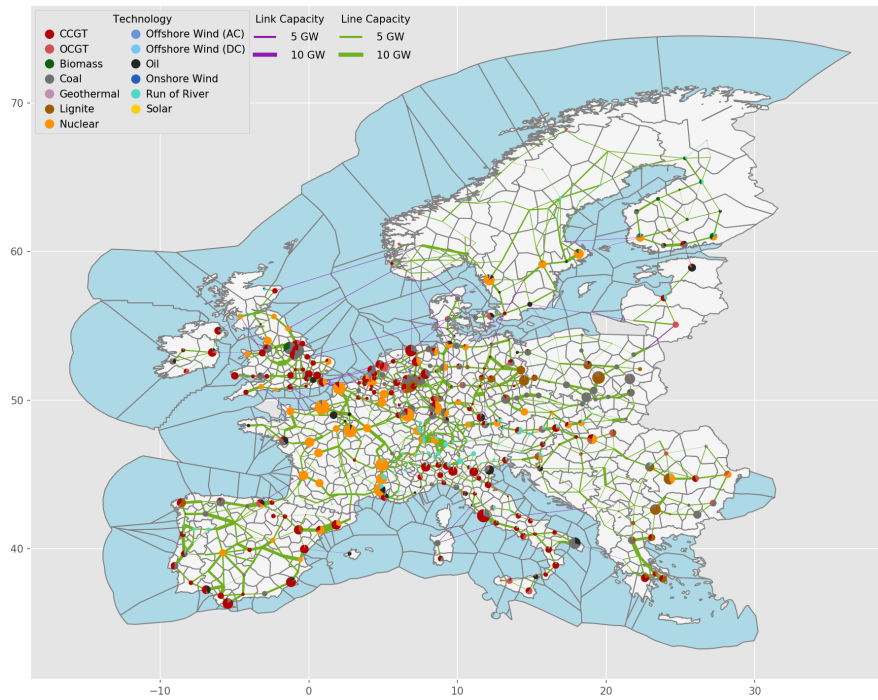 Technology
CCGT
OCGT
Biomass
Coal
Geothermal
Lignite
Nuclear
Offshore Wind (AC)
Offshore Wind (DC)
Oil
Onshore Wind
Run of River
Solar
Link Capacity
5 GW
10 GW
Line Capacity
5 GW
10 GW
70
60
50
40
−10
0
10
20
30